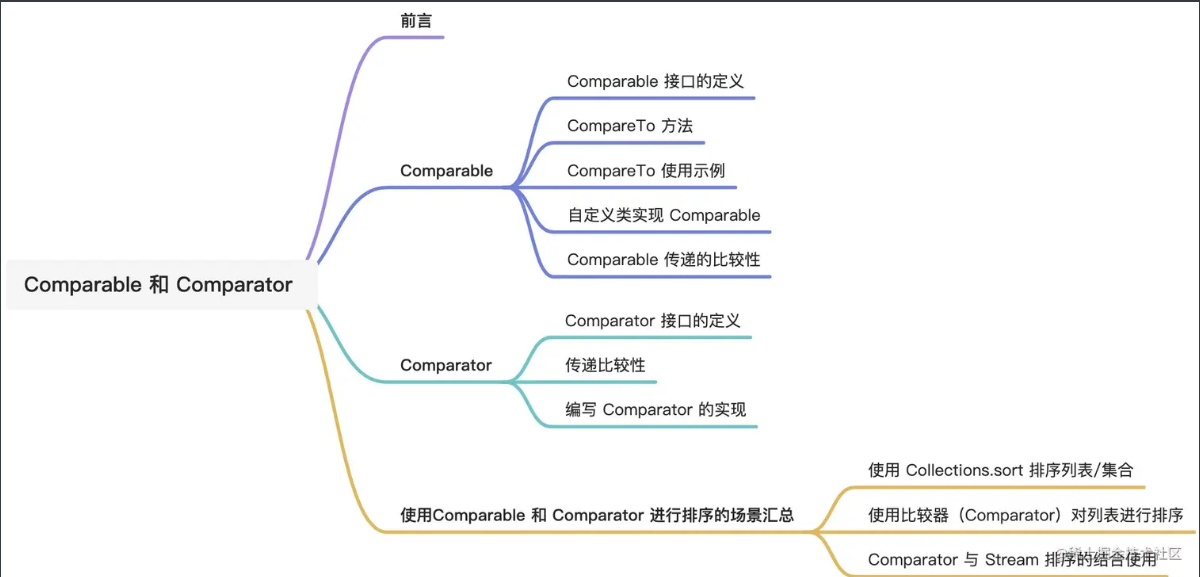 前言
Comparable 接口的定义
CompareTo 方法
Comparable
CompareTo 使用示例
自定义类实现 Comparable
Comparable 传递的比较性
Comparable 和 Comparator
Comparator 接口的定义
Comparator
传递比较性
编写 Comparator 的实现
使用Comparable 和 Comparator 进行排序的场景汇总
使用 Collections.sort 排序列表/集合
使用比较器（Comparator）对列表进行排序
Comparator 与 Stream 排序的结合使用
@稀土掘金技术社区